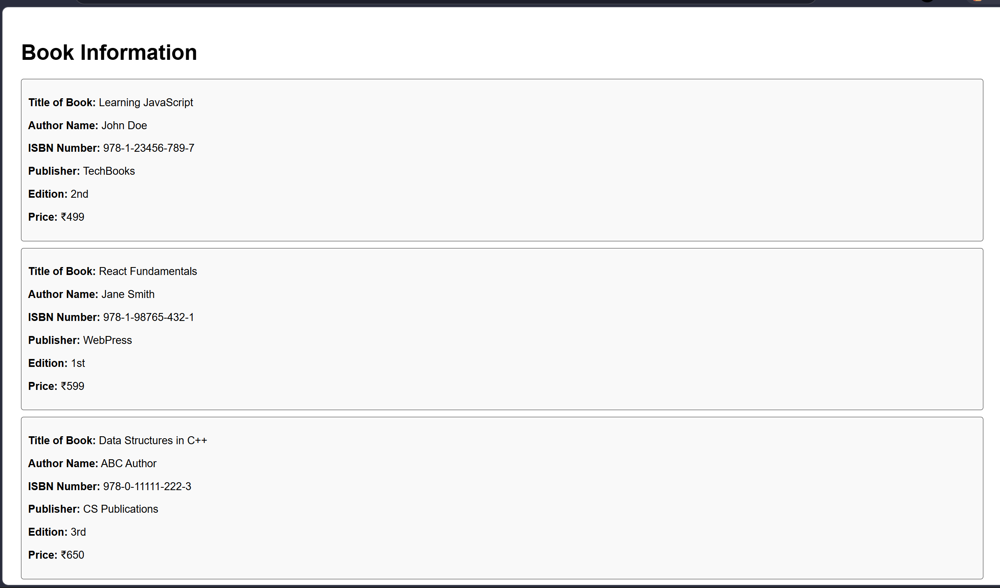 Book Information
Title of Book: Learning JavaScript
Author Name: John Doe
ISBN Number: 978-1-23456-789-7
Publisher: TechBooks
Edition: 2nd
Price: ₹499
Title of Book: React Fundamentals
Author Name: Jane Smith
ISBN Number: 978-1-98765-432-1
Publisher: WebPress
Edition: 1st
Price: ₹599
Title of Book: Data Structures in C++
Author Name: ABC Author
ISBN Number: 978-0-11111-222-3
Publisher: CS Publications
Edition: 3rd
Price: ₹650